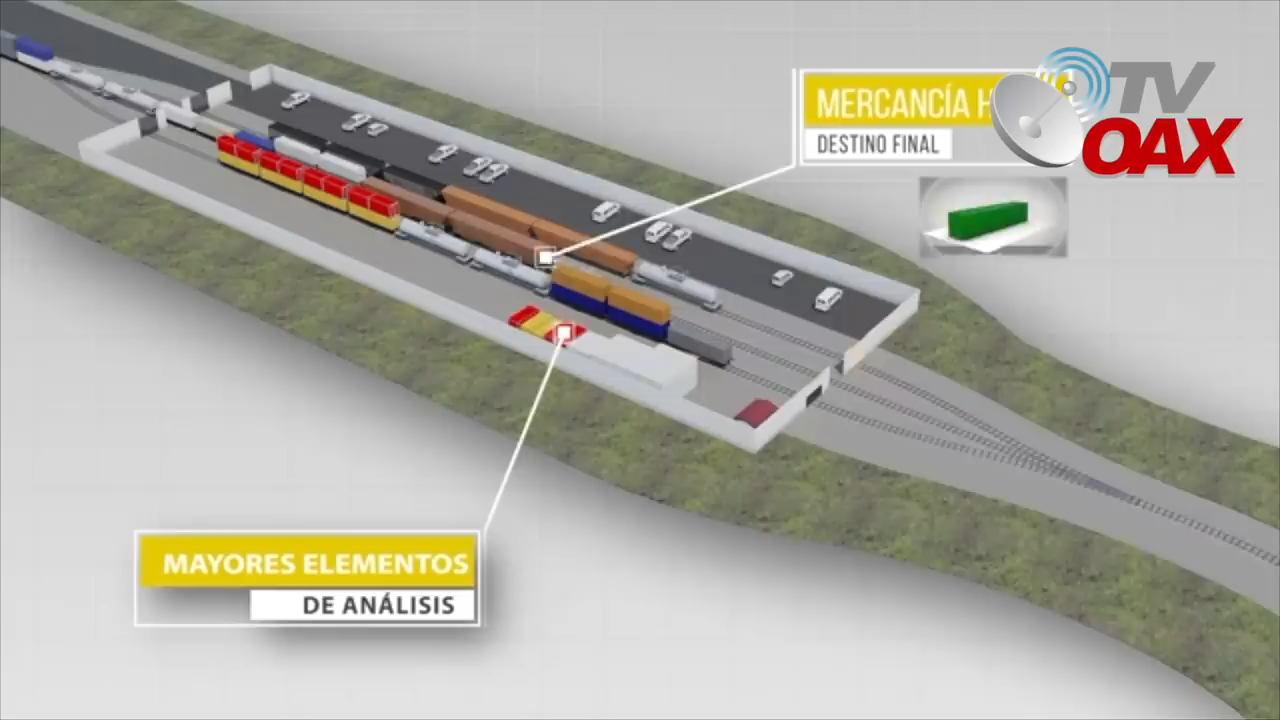 MERCANCÍA H
DESTINO FINAL
TV
OAX
MAYORES ELEMENTOS
DE ANÁLISIS